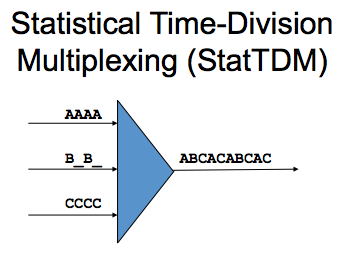 Statistical Time-Division
Multiplexing (StatTDM)
AAAA
B_B_
ABCACABCAC
CCCC